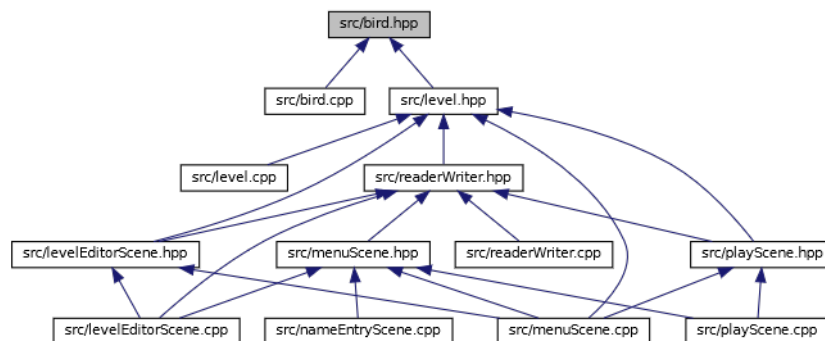 src/bird.hpp
src/bird.cpp
src/level.hpp
src/level.cpp
src/readerWriter.hpp
src/levelEditorScene.hpp
src/menuScene.hpp
src/readerWriter.cpp
src/playScene.hpp
src/levelEditorScene.cpp
src/nameEntryScene.cpp
src/menuScene.cpp
src/playScene.cpp